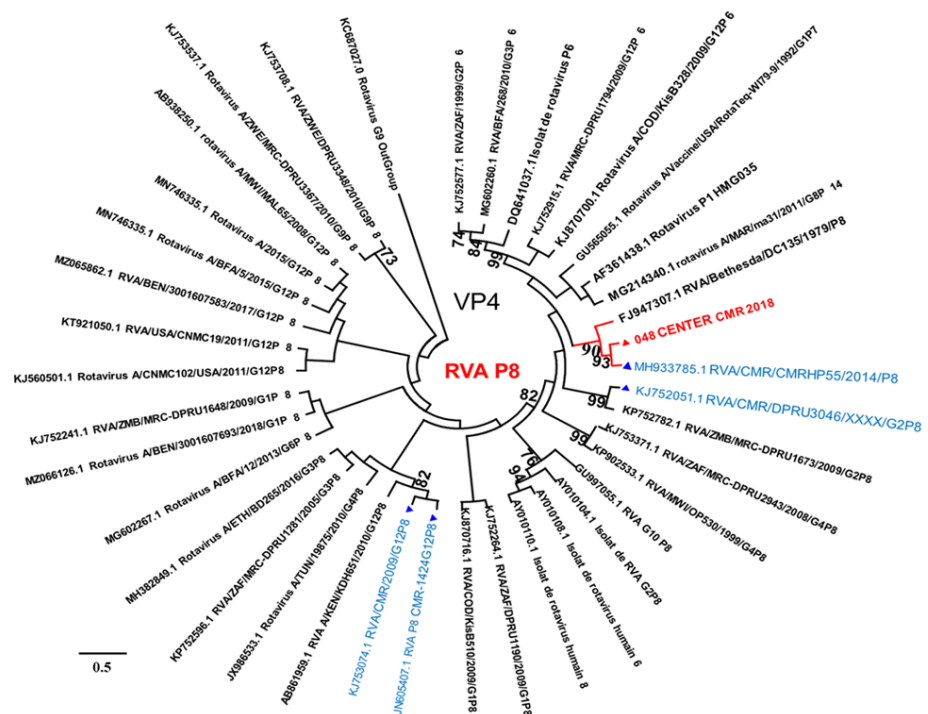 KC687027.0 Rotavirus G9 OutGroup
KJ753708.1 RVA/ZWE/DPRU3348/2010/G9P 8
KJ753537.1 Rotavirus A/ZWE/MRC-DPRU3367/2010/G9P 8
AB938250.1 rotavirus A/MWI/MAL65/2008/G12P 8
MN746335.1 Rotavirus A/2015/G12P 8
MN746335.1 Rotavirus A/BFA/5/2015/G12P 8
MZ065862.1 RVA/BEN/3001607583/2017/G12P 8
KT921050.1 RVA/USA/CNMC19/2011/G12P 8
KJ560501.1 Rotavirus A/CNMC102/USA/2011/G12P8
KJ752241.1 RVA/ZMB/MRC-DPRU1648/2009/G1P 8
MZ066126.1 Rotavirus A/BEN/3001607693/2018/G1P 8
MG602267.1 Rotavirus A/BFA/12/2013/G6P 8
MH382849.1 Rotavirus A/ETH/BD265/2016/G3P8
KP752596.1 RVA/ZAF/MRC-DPRU1281/2005/G3P8
JX986533.1 Rotavirus A/TUN/19875/2010/G4P8
AB861959.1 RVA A/KEN/KDH651/2010/G12P8
KJ753074.1 RVA/CMR/2009/G12P8
JN605407.1 RVA P8 CMR-1424G12P8
KJ870716.1 RVA/COD/KisB510/2009/G1P8
KJ752264.1 RVA/ZAF/DPRU1190/2009/G1P8
AY010110.1 Isolat de rotavirus humain 8
AY010108.1 Isolat de rotavirus humain 6
AY010104.1 Isolat de RVA G2P8
GU997055.1 RVA G10 P8
KP902533.1 RVA/MWI/OP530/1999/G4P8
KJ753371.1 RVA/ZAF/MRC-DPRU2943/2008/G4P8
KP752782.1 RVA/ZMB/MRC-DPRU1673/2009/G2P8
KJ752051.1 RVA/CMR/DPRU3046/XXXX/G2P8
MH933785.1 RVA/CMR/CMRHP55/2014/P8
048 CENTER CMR 2018
FJ947307.1 RVA/Bethesda/DC135/1979/P8
MG214340.1 rotavirus A/MAR/ma31/2011/G8P 14
AF361438.1 Rotavirus P1 HMG035
GU565055.1 Rotavirus A/Vaccine/USA/RotaTeq-WI79-9/1992/G1P7
KJ870700.1 Rotavirus A/COD/KisB328/2009/G12P 6
KJ752915.1 RVA/MRC-DPRU1794/2009/G12P 6
DQ641037.1 Isolat de rotavirus P6
MG602260.1 RVA/BFA/268/2010/G3P 6
KJ752577.1 RVA/ZAF/1999/G2P 6
73
74
84
99
VP4
RVA P8
90
93
99
82
99
76
94
82
0.5